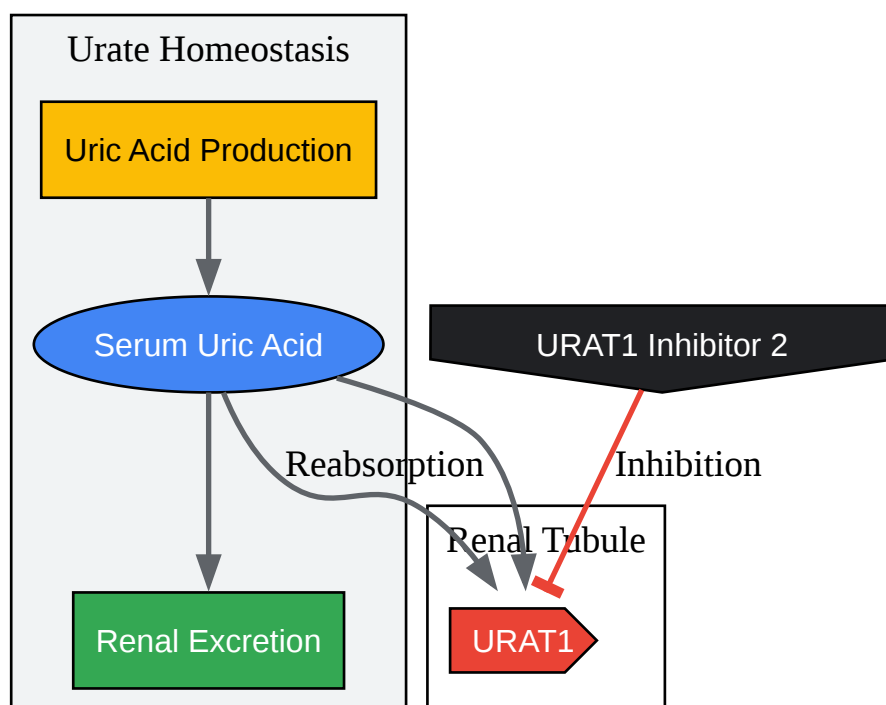 Urate Homeostasis
Uric Acid Production
Serum Uric Acid
URAT1 Inhibitor 2
Reabsorption
Inhibition
Renal Tubule
Renal Excretion
URAT1